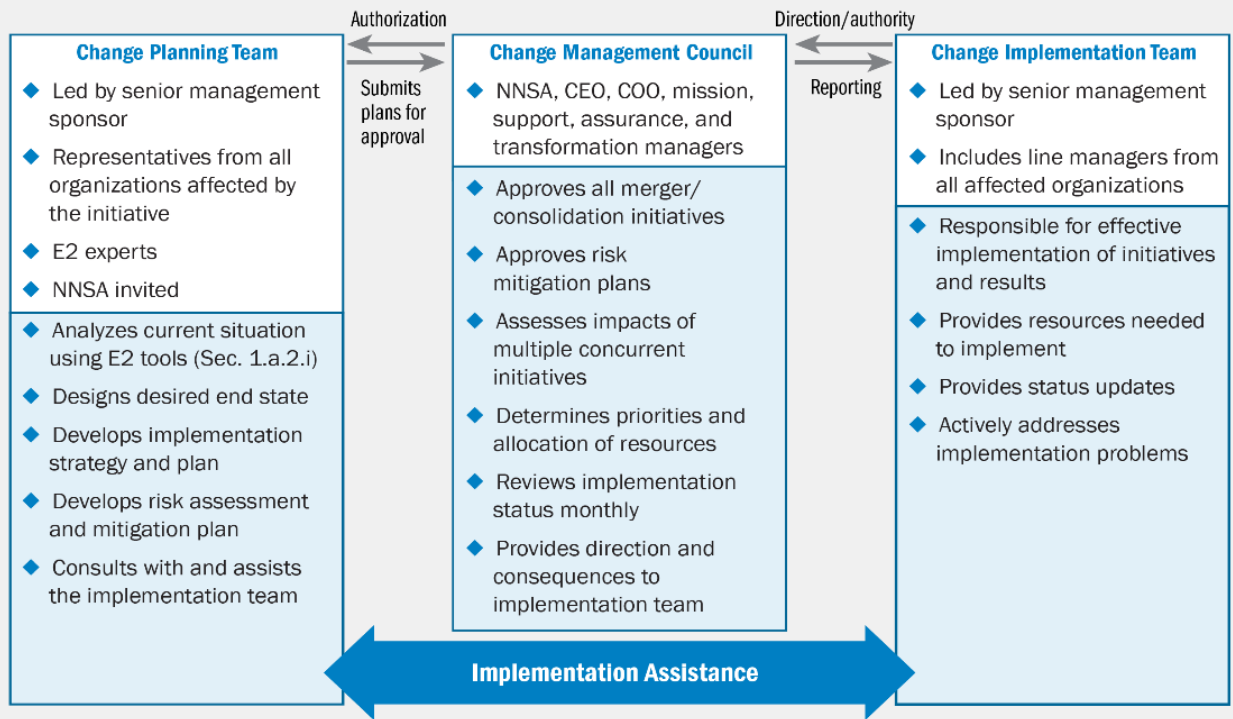 Authorization
Submits
plans for
approval
Direction/authority
Reporting
Change Planning Team
◆ Led by senior management
sponsor
◆ Representatives from all
organizations affected by
the initiative
◆ E2 experts
◆ NNSA invited
◆ Analyzes current situation
using E2 tools (Sec. 1.a.2.i)
◆ Designs desired end state
◆ Develops implementation
strategy and plan
◆ Develops risk assessment
and mitigation plan
◆ Consults with and assists
the implementation team
Change Management Council
◆ NNSA, CEO, COO, mission,
support, assurance, and
transformation managers
◆ Approves all merger/
consolidation initiatives
◆ Approves risk
mitigation plans
◆ Assesses impacts of
multiple concurrent
initiatives
◆ Determines priorities and
allocation of resources
◆ Reviews implementation
status monthly
◆ Provides direction and
consequences to
implementation team
Change Implementation Team
◆ Led by senior management
sponsor
◆ Includes line managers from
all affected organizations
◆ Responsible for effective
implementation of initiatives
and results
◆ Provides resources needed
to implement
◆ Provides status updates
◆ Actively addresses
implementation problems
Implementation Assistance